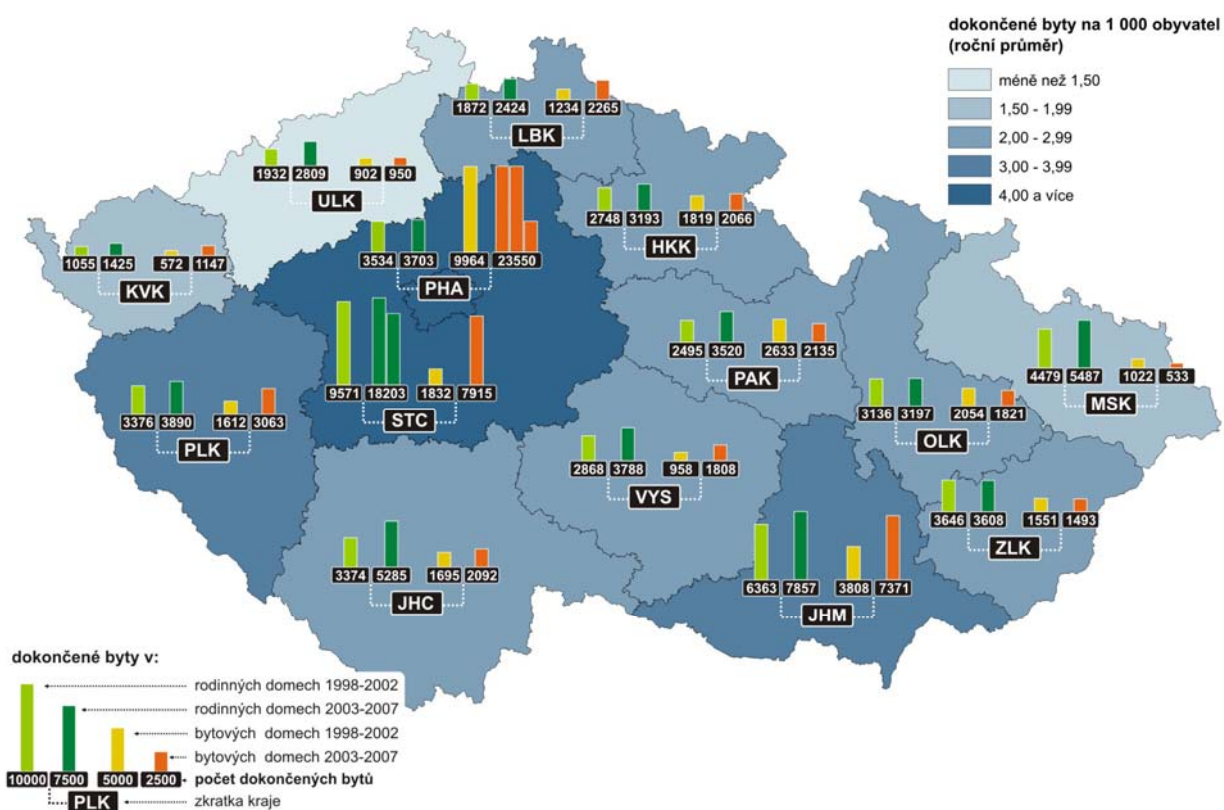 dokončené byty na 1 000 obyvatel
(roční průměr)
méně než 1,50
1,50 - 1,99
2,00 - 2,99
3,00 - 3,99
4,00 a více
1872 2424 1234 2265
LBK
1932 2809 902 950
ULK
2748 3193 1819 2066
HKK
1055 1425 572 1147
KVK
3534 3703 9964 23550
PHA
2495 3520 2633 2135
PAK
4479 5487 1022 533
MSK
9571 18203 1832 7915
STC
3376 3890 1612 3063
PLK
3136 3197 2054 1821
OLK
2868 3788 958 1808
VYS
3646 3608 1551 1493
ZLK
3374 5285 1695 2092
JHC
6363 7857 3808 7371
JHM
dokončené byty v:
rodinných domech 1998-2002
rodinných domech 2003-2007
bytových domech 1998-2002
bytových domech 2003-2007
10000 7500 5000 2500 počet dokončených bytů
PLK zkratka kraje